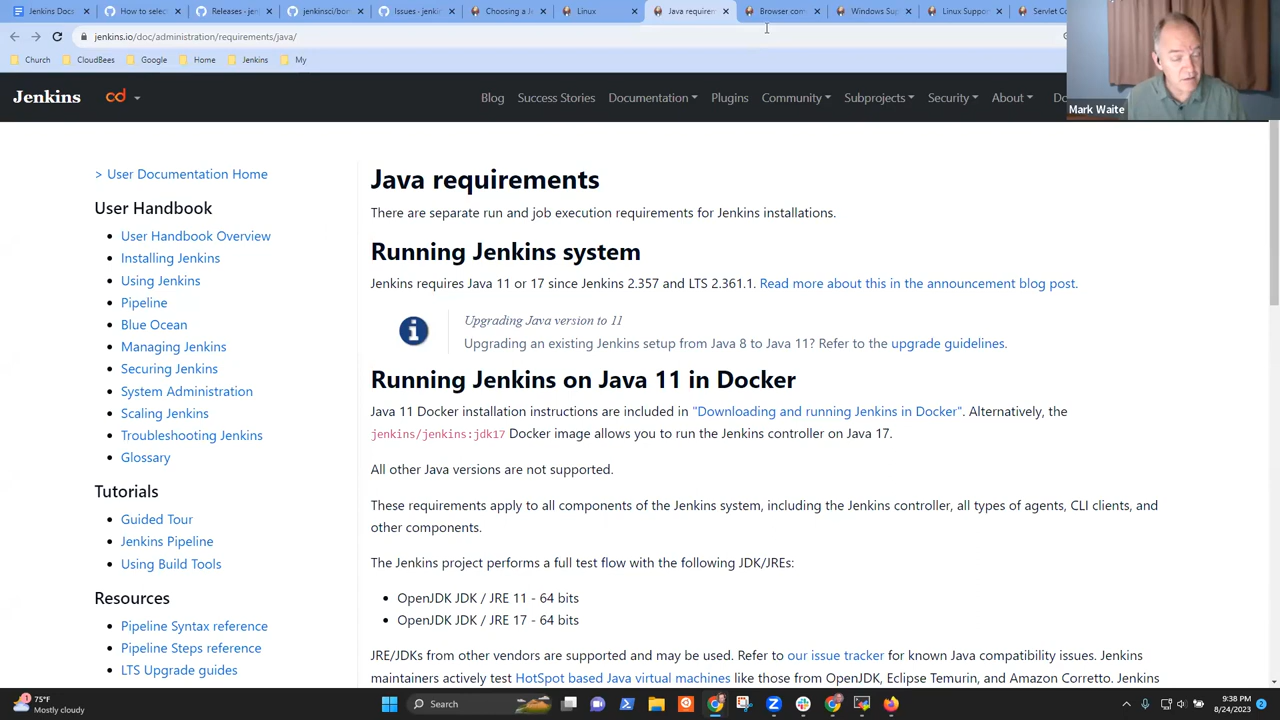 Docs
How to select
Releases - jen
jenkinsci/bom
Issues - jenkin
Choosing a Je
Linux
Java requirem
Browser com
Windows Sup
Linux Support
Servlet Co
jenkins.io/doc/administration/requirements/java/
Church
CloudBees
Google
Home
Jenkins
My
Mark Waite
Jenkins
cd
Blog
Success Stories
Documentation
Plugins
Community
Subprojects
Security
About
Do
> User Documentation Home
User Handbook
User Handbook Overview
Installing Jenkins
Using Jenkins
Pipeline
Blue Ocean
Managing Jenkins
Securing Jenkins
System Administration
Scaling Jenkins
Troubleshooting Jenkins
Glossary
Tutorials
Guided Tour
Jenkins Pipeline
Using Build Tools
Resources
Pipeline Syntax reference
Pipeline Steps reference
LTS Upgrade guides
Java requirements
There are separate run and job execution requirements for Jenkins installations.
Running Jenkins system
Jenkins requires Java 11 or 17 since Jenkins 2.357 and LTS 2.361.1. Read more about this in the announcement blog post.
Upgrading Java version to 11
Upgrading an existing Jenkins setup from Java 8 to Java 11? Refer to the upgrade guidelines.
Running Jenkins on Java 11 in Docker
Java 11 Docker installation instructions are included in "Downloading and running Jenkins in Docker". Alternatively, the
jenkins/jenkins:jdk17 Docker image allows you to run the Jenkins controller on Java 17.
All other Java versions are not supported.
These requirements apply to all components of the Jenkins system, including the Jenkins controller, all types of agents, CLI clients, and
other components.
The Jenkins project performs a full test flow with the following JDK/JREs:
OpenJDK JDK / JRE 11 - 64 bits
OpenJDK JDK / JRE 17 - 64 bits
JRE/JDKs from other vendors are supported and may be used. Refer to our issue tracker for known Java compatibility issues. Jenkins
maintainers actively test HotSpot based Java virtual machines like those from OpenJDK, Eclipse Temurin, and Amazon Corretto. Jenkins
75°F
Mostly cloudy
Search
9:38 PM
8/24/2023